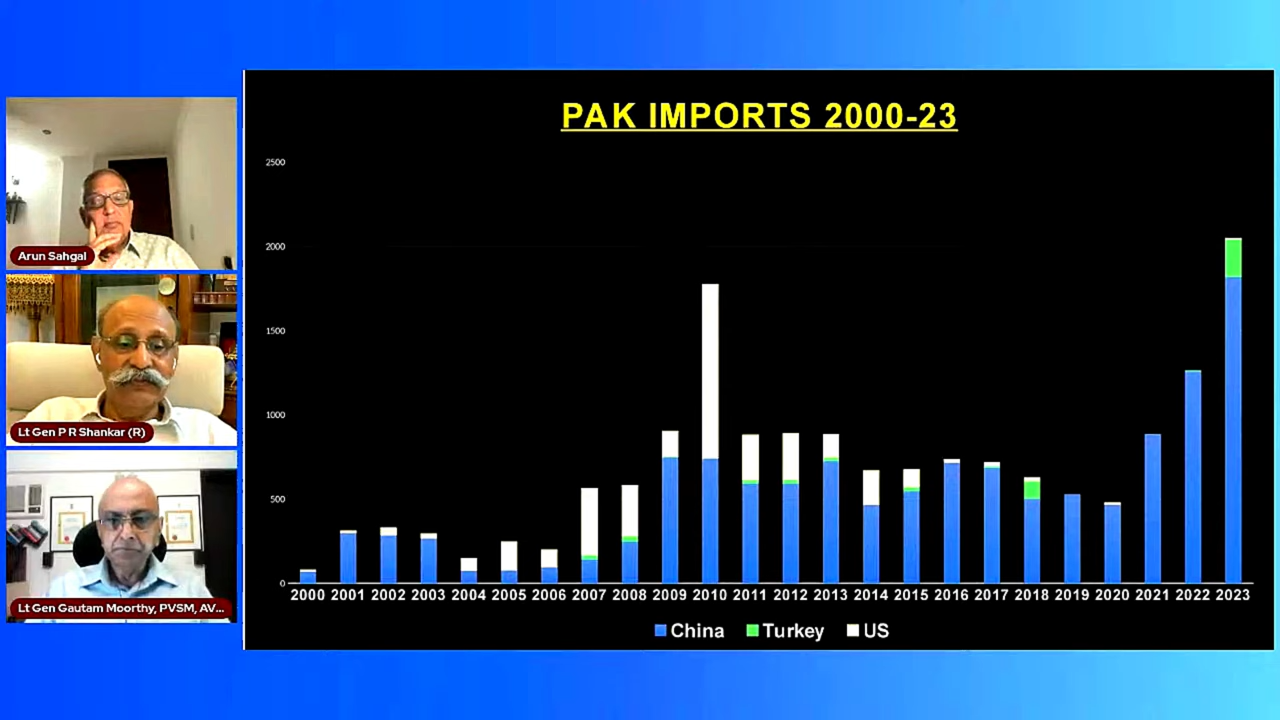 Arun Sahgal
Lt Gen P R Shankar (R)
Lt Gen Gautam Moorthy, PVSM, AV...
PAK IMPORTS 2000-23
2500
2000
1500
1000
500
0
2000 2001 2002 2003 2004 2005 2006 2007 2008 2009 2010 2011 2012 2013 2014 2015 2016 2017 2018 2019 2020 2021 2022 2023
China Turkey US